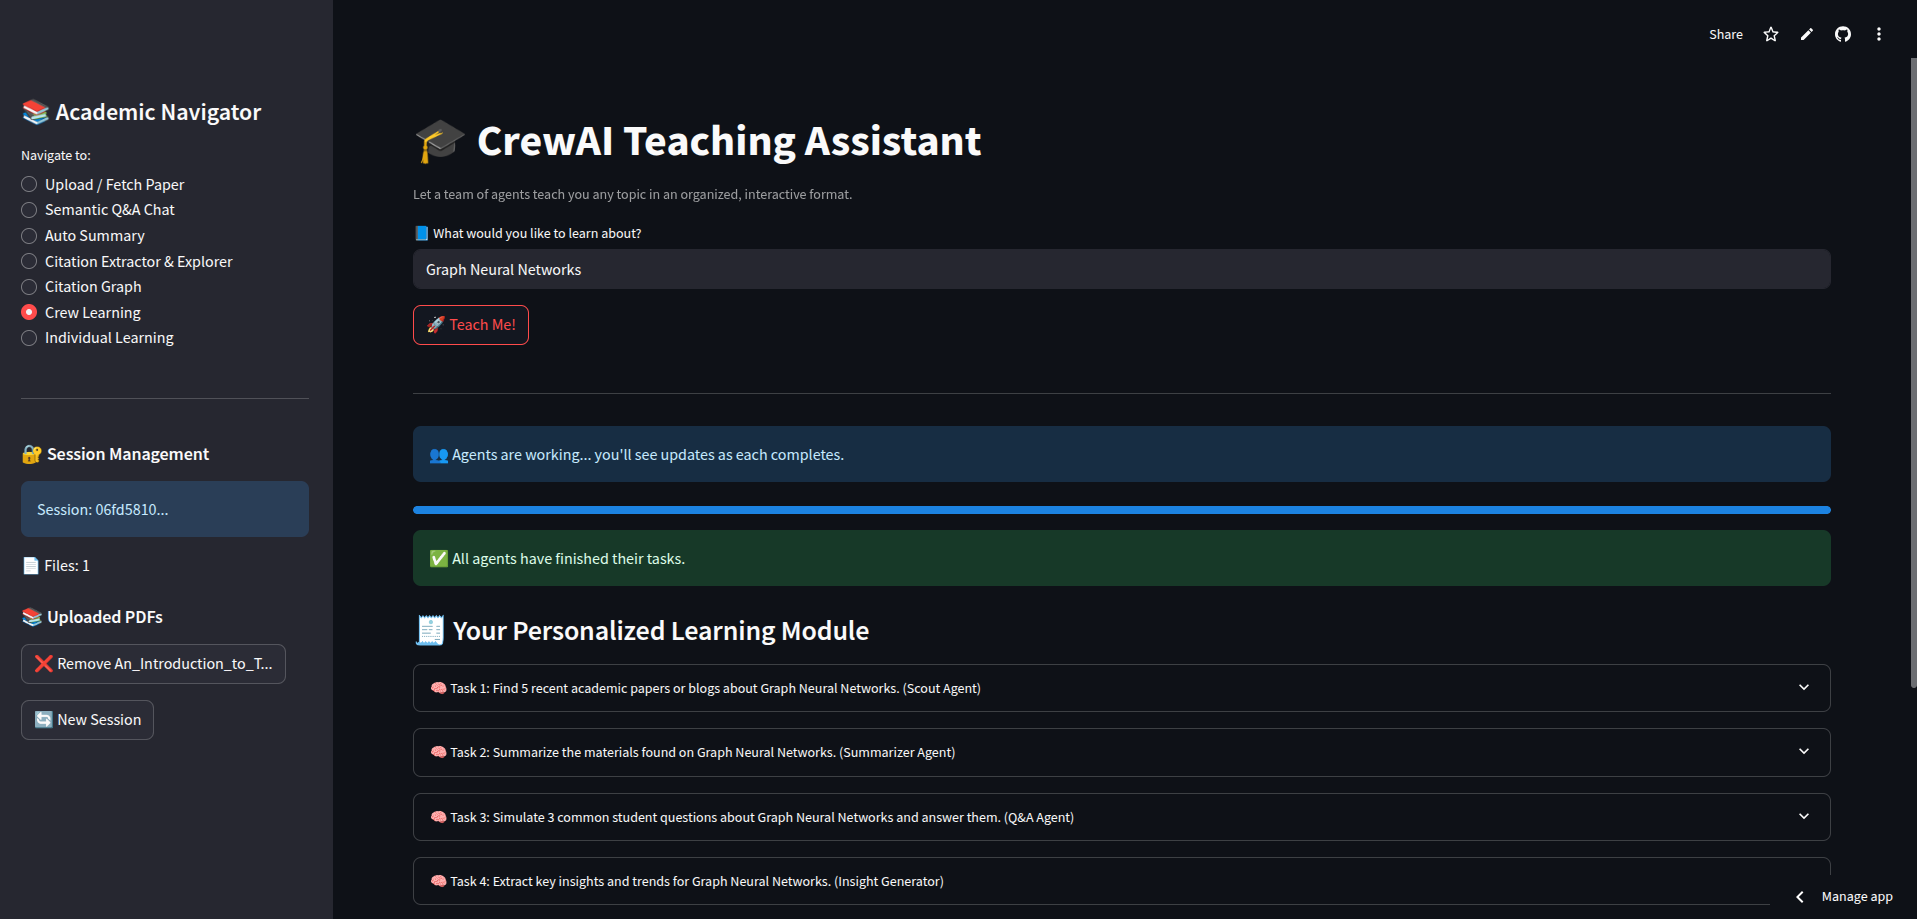 Share
📚 Academic Navigator
Navigate to:
Upload / Fetch Paper
Semantic Q&A Chat
Auto Summary
Citation Extractor & Explorer
Citation Graph
Crew Learning
Individual Learning
🔐 Session Management
Session: 06fd5810...
📄 Files: 1
📚 Uploaded PDFs
❌ Remove An_Introduction_to_T...
🔄 New Session
🎓 CrewAI Teaching Assistant
Let a team of agents teach you any topic in an organized, interactive format.
📘 What would you like to learn about?
Graph Neural Networks
🚀 Teach Me!
👥 Agents are working... you'll see updates as each completes.
✅ All agents have finished their tasks.
🧾 Your Personalized Learning Module
🧠 Task 1: Find 5 recent academic papers or blogs about Graph Neural Networks. (Scout Agent)
🧠 Task 2: Summarize the materials found on Graph Neural Networks. (Summarizer Agent)
🧠 Task 3: Simulate 3 common student questions about Graph Neural Networks and answer them. (Q&A Agent)
🧠 Task 4: Extract key insights and trends for Graph Neural Networks. (Insight Generator)
Manage app